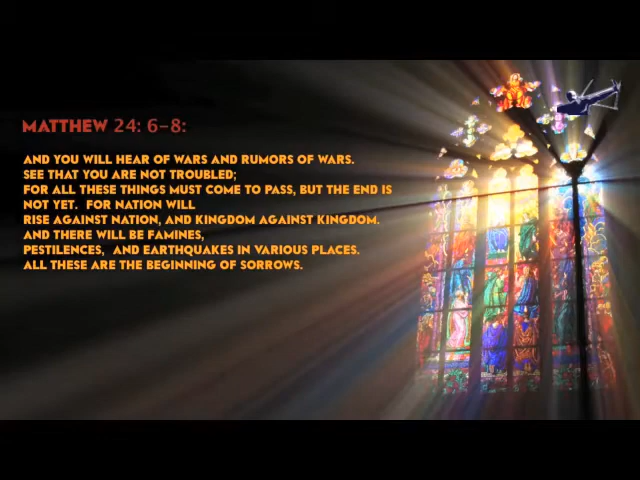 MATTHEW 24: 6-8:
AND YOU WILL HEAR OF WARS AND RUMORS OF WARS.
SEE THAT YOU ARE NOT TROUBLED;
FOR ALL THESE THINGS MUST COME TO PASS, BUT THE END IS
NOT YET. FOR NATION WILL
RISE AGAINST NATION, AND KINGDOM AGAINST KINGDOM.
AND THERE WILL BE FAMINES,
PESTILENCES, AND EARTHQUAKES IN VARIOUS PLACES.
ALL THESE ARE THE BEGINNING OF SORROWS.